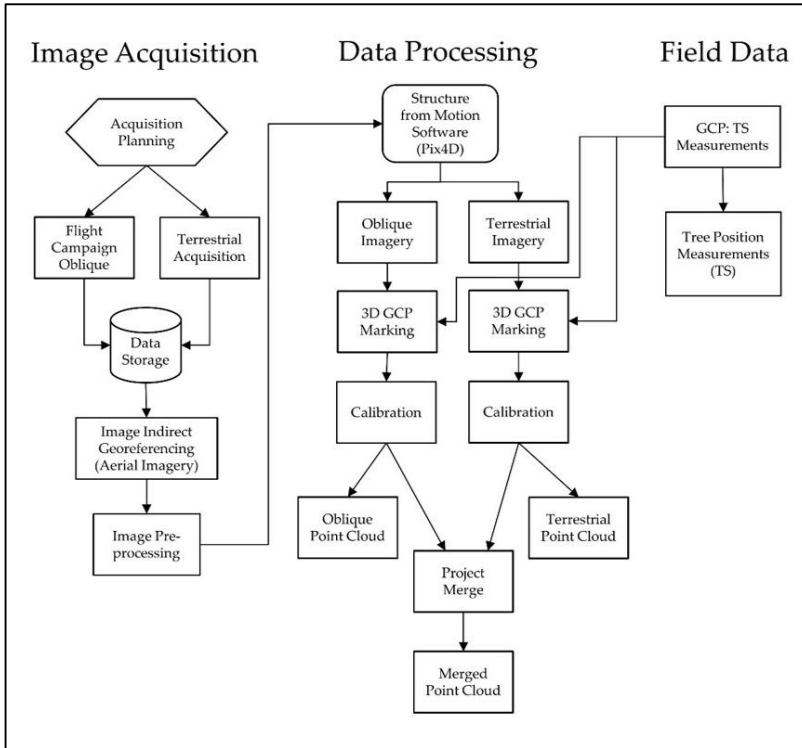 Image Acquisition
Acquisition
Planning
Flight
Campaign
Oblique
Terrestrial
Acquisition
Data
Storage
Image Indirect
Georeferencing
(Aerial Imagery)
Image Pre-
processing
Data Processing
Structure
from Motion
Software
(Pix4D)
Oblique
Imagery
Terrestrial
Imagery
3D GCP
Marking
3D GCP
Marking
Calibration
Calibration
Oblique
Point Cloud
Terrestrial
Point Cloud
Project
Merge
Merged
Point Cloud
Field Data
GCP: TS
Measurements
Tree Position
Measurements
(TS)